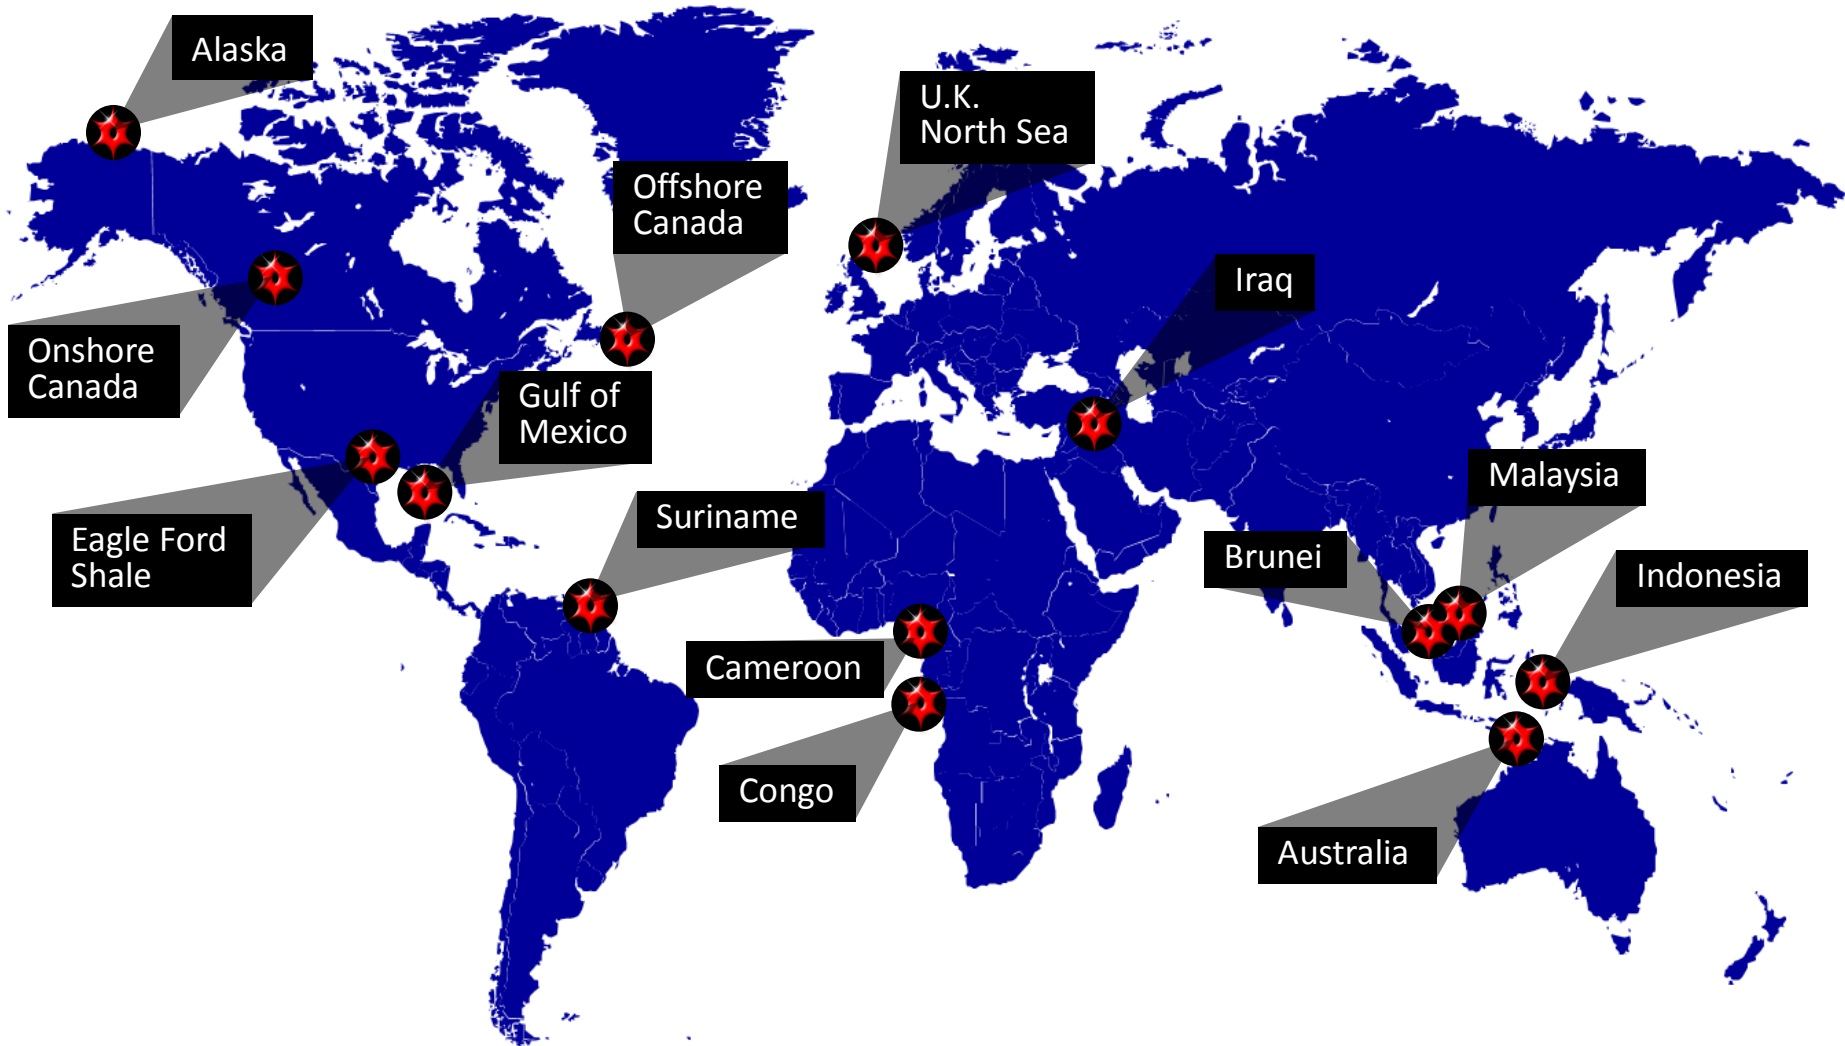 Alaska
U.K.
North Sea
Offshore
Canada
Iraq
Onshore
Canada
Gulf of
Mexico
Malaysia
Suriname
Eagle Ford
Shale
Brunei
Indonesia
Cameroon
Congo
Australia